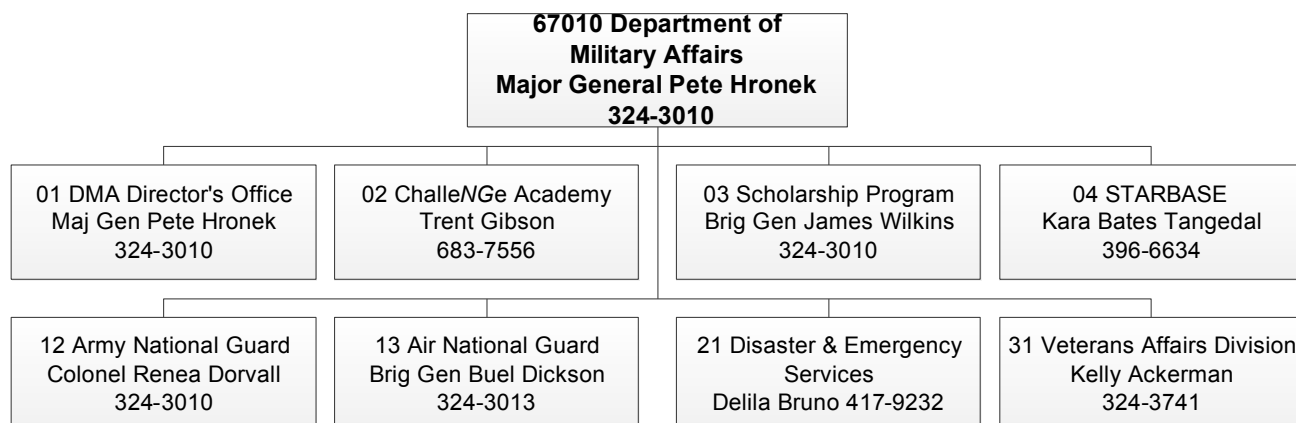 67010 Department of
Military Affairs
Major General Pete Hronek
324-3010
01 DMA Director's Office
Maj Gen Pete Hronek
324-3010
02 ChalleNGe Academy
Trent Gibson
683-7556
03 Scholarship Program
Brig Gen James Wilkins
324-3010
04 STARBASE
Kara Bates Tangedal
396-6634
12 Army National Guard
Colonel Renea Dorvall
324-3010
13 Air National Guard
Brig Gen Buel Dickson
324-3013
21 Disaster & Emergency
Services
Delila Bruno 417-9232
31 Veterans Affairs Division
Kelly Ackerman
324-3741